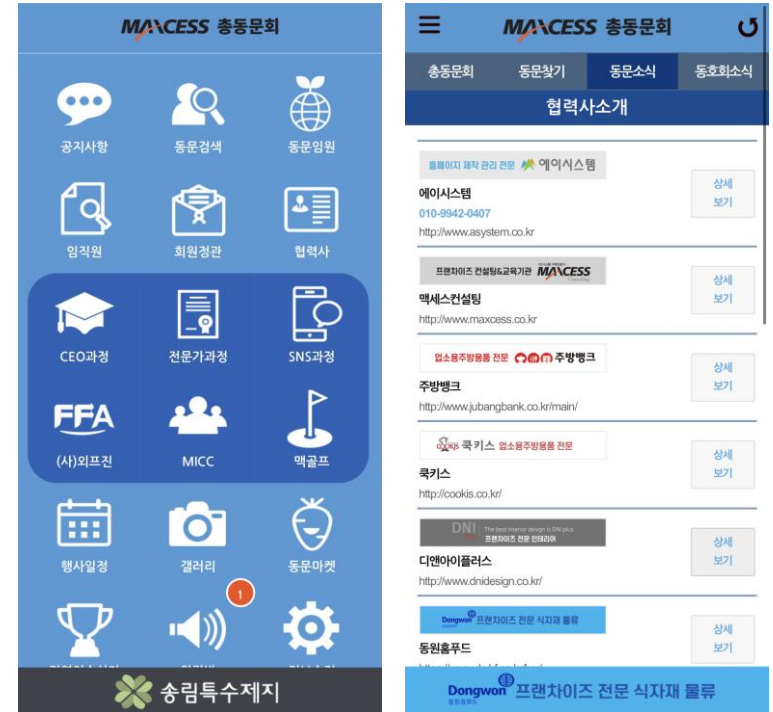 MAXCESS 총동문회
공지사항
동문검색
동문임원
임직원
회원정관
협력사
CEO과정
전문가과정
SNS과정
FFA
(사)외프진
MICC
맥골프
행사일정
갤러리
동문마켓
1
송림특수제지
MAXCESS 총동문회
총동문회 동문찾기 동문소식 동호회소식
협력사소개
홈페이지 제작 관리 전문 에이시스템
에이시스템
010-9942-0407
http://www.asystem.co.kr
상세
보기
프랜차이즈 컨설팅&교육기관 MAXCESS
맥세스컨설팅
http://www.maxcess.co.kr
상세
보기
업소용주방용품 전문 주방뱅크
주방뱅크
http://www.jubangbank.co.kr/main/
상세
보기
cookis 쿡키스 업소용주방용품 전문
쿡키스
http://cookis.co.kr/
상세
보기
DNI The best interior design is DNI plus
프랜차이즈 전문 인테리어
디앤아이플러스
http://www.dnidesign.co.kr/
상세
보기
Dongwon 프랜차이즈 전문 식자재 물류
동원홈푸드
상세
보기
Dongwon 프랜차이즈 전문 식자재 물류
동원홈푸드